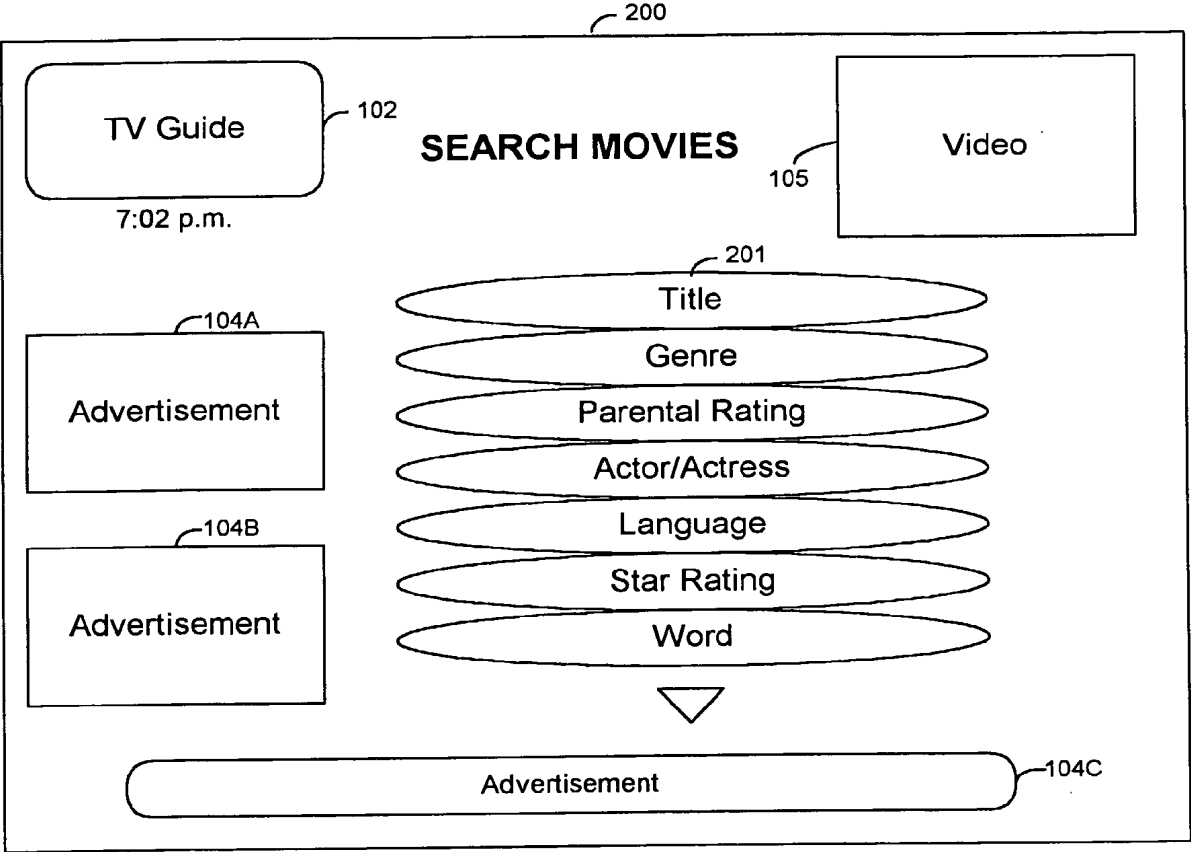 200
TV Guide
102
SEARCH MOVIES
105
Video
7:02 p.m.
201
Title
Genre
Parental Rating
Actor/Actress
Language
Star Rating
Word
104A
Advertisement
104B
Advertisement
Advertisement
104C